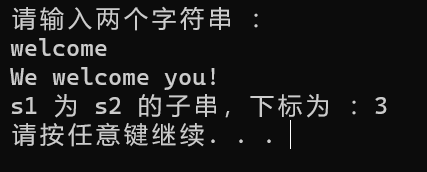 请输入两个字符串 :
welcome
We welcome you!
s1 为 s2 的子串，下标为 : 3
请按任意键继续. . .